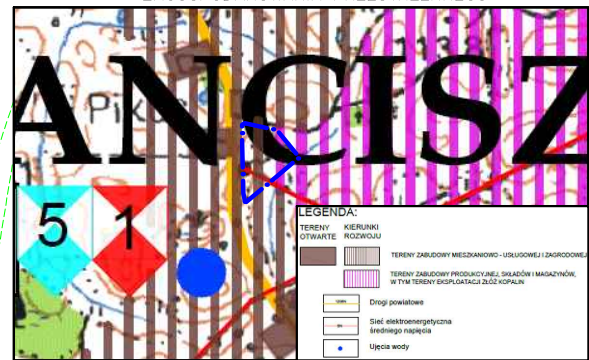 ANCISZ
Pik
5 1
LEGENDA:
TERENY OTWARTE
KIERUNKI ROZWOJU
TERENY ZABUDOWY MIESZKANIOWO - USŁUGOWEJ I ZAGRODOWEJ
TERENY ZABUDOWY PRODUKCYJNEJ, SKŁADÓW I MAGAZYNÓW,
W TYM TERENY EKSPLOATACJI ZŁÓŻ KOPALIN
Drogi powiatowe
Sieć elektroenergetyczna
średniego napięcia
Ujęcia wody